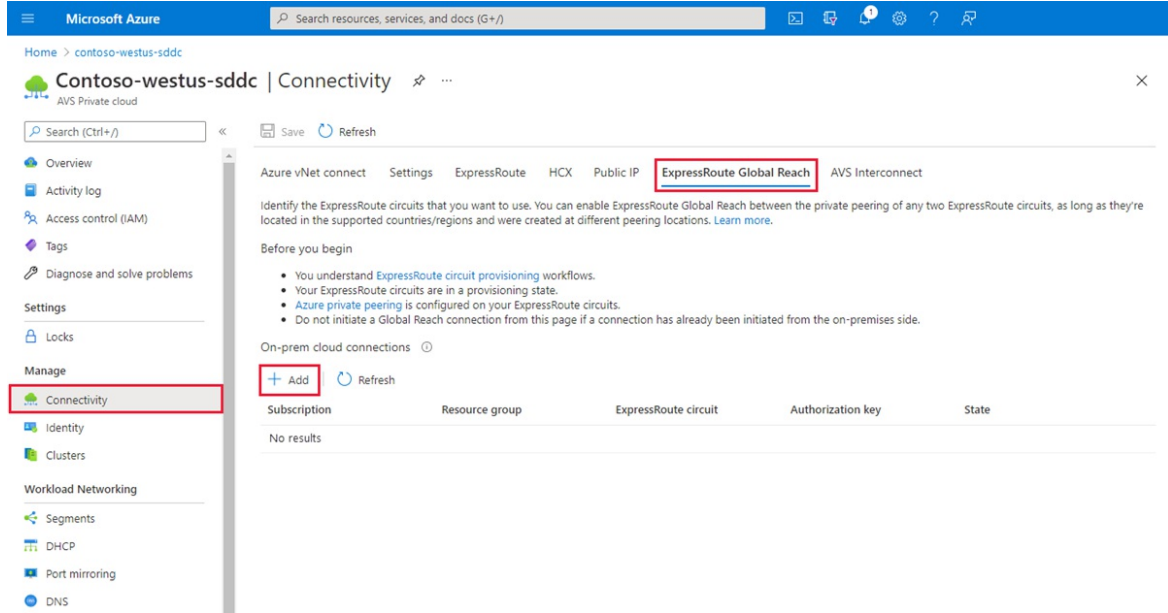 Microsoft Azure
Search resources, services, and docs (G+/)
1
Home > contoso-westus-sddc
Contoso-westus-sddc | Connectivity
AVS Private cloud
Search (Ctrl+/)
Save
Refresh
Overview
Activity log
Access control (IAM)
Tags
Diagnose and solve problems
Settings
Locks
Manage
Connectivity
Identity
Clusters
Workload Networking
Segments
DHCP
Port mirroring
DNS
Azure vNet connect
Settings
ExpressRoute
HCX
Public IP
ExpressRoute Global Reach
AVS Interconnect
Identify the ExpressRoute circuits that you want to use. You can enable ExpressRoute Global Reach between the private peering of any two ExpressRoute circuits, as long as they're
located in the supported countries/regions and were created at different peering locations. Learn more.
Before you begin
• You understand ExpressRoute circuit provisioning workflows.
• Your ExpressRoute circuits are in a provisioning state.
• Azure private peering is configured on your ExpressRoute circuits.
• Do not initiate a Global Reach connection from this page if a connection has already been initiated from the on-premises side.
On-prem cloud connections
+ Add
Refresh
Subscription
Resource group
ExpressRoute circuit
Authorization key
State
No results